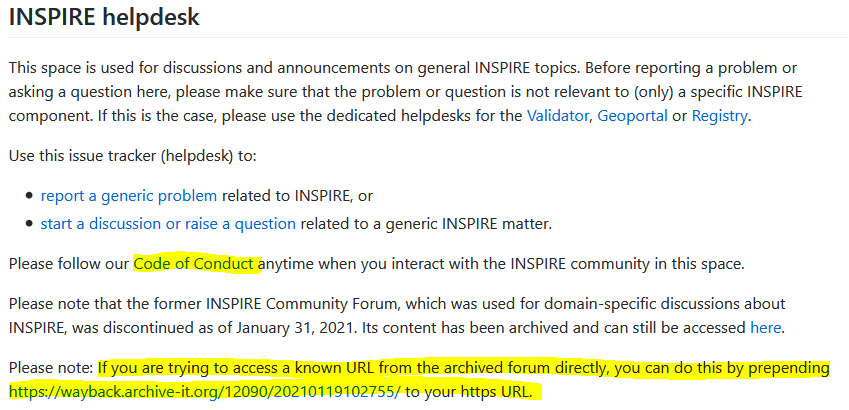 INSPIRE helpdesk
This space is used for discussions and announcements on general INSPIRE topics. Before reporting a problem or
asking a question here, please make sure that the problem or question is not relevant to (only) a specific INSPIRE
component. If this is the case, please use the dedicated helpdesks for the Validator, Geoportal or Registry.
Use this issue tracker (helpdesk) to:
• report a generic problem related to INSPIRE, or
• start a discussion or raise a question related to a generic INSPIRE matter.
Please follow our Code of Conduct anytime when you interact with the INSPIRE community in this space.
Please note that the former INSPIRE Community Forum, which was used for domain-specific discussions about
INSPIRE, was discontinued as of January 31, 2021. Its content has been archived and can still be accessed here.
Please note: If you are trying to access a known URL from the archived forum directly, you can do this by prepending
https://wayback.archive-it.org/12090/20210119102755/ to your https URL.